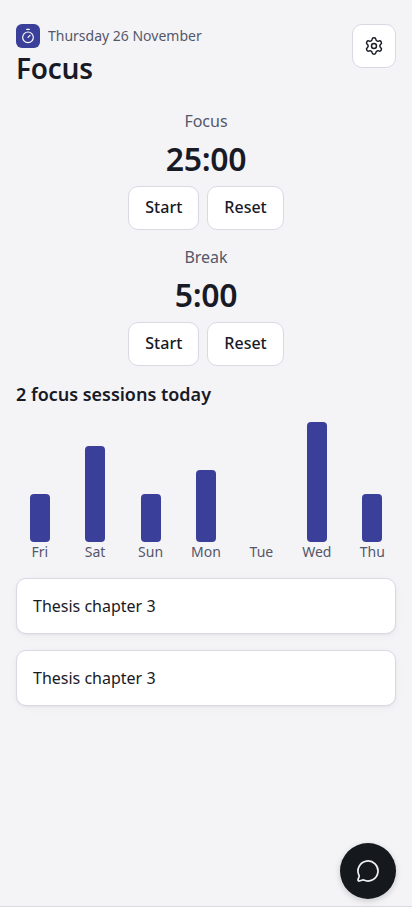 Thursday 26 November
Focus
Focus
25:00
Start Reset
Break
5:00
Start Reset
2 focus sessions today
Fri Sat Sun Mon Tue Wed Thu
Thesis chapter 3
Thesis chapter 3